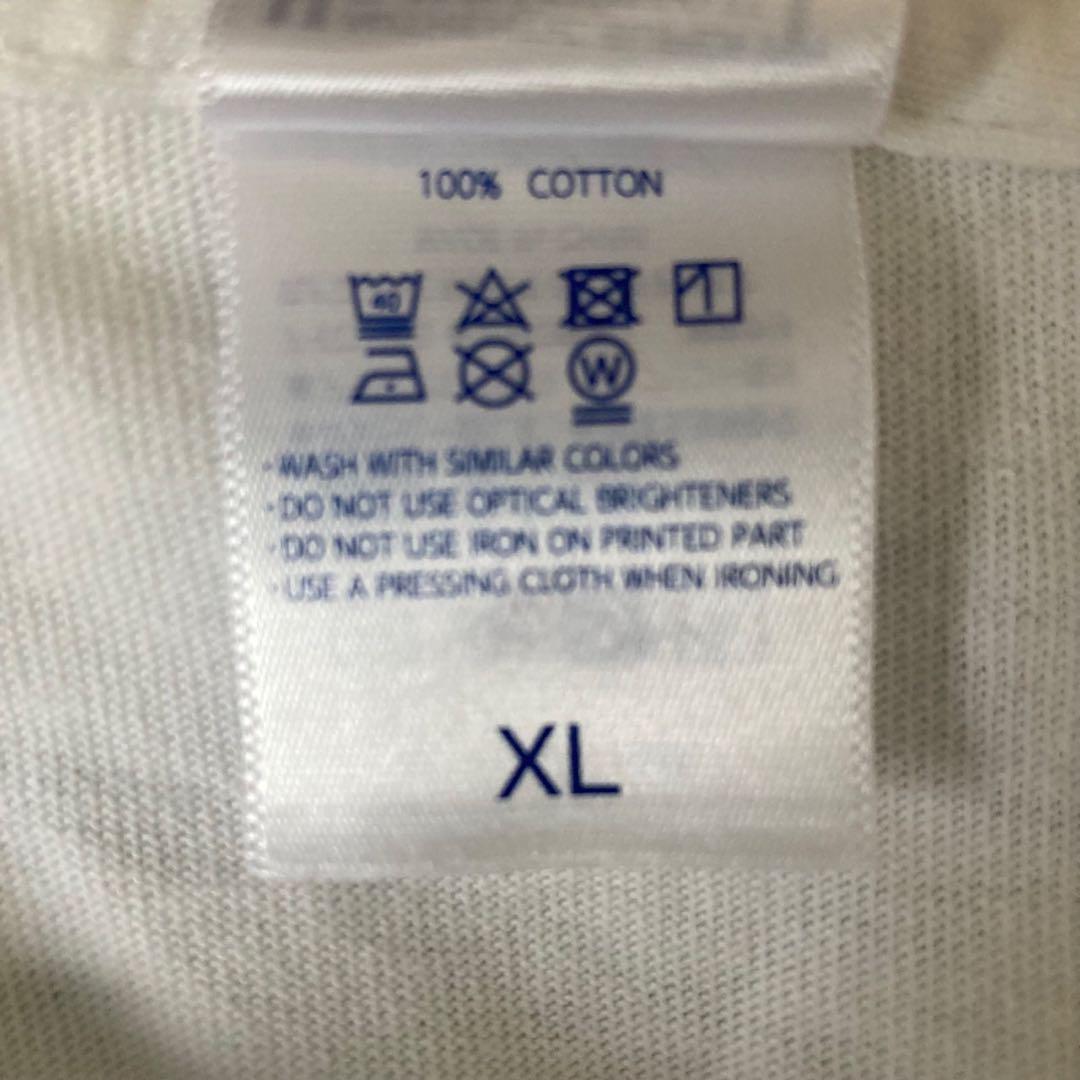 100% COTTON
40
W
·WASH WITH SIMILAR COLORS
·DO NOT USE OPTICAL BRIGHTENERS
·DO NOT USE IRON ON PRINTED PART
·USE A PRESSING CLOTH WHEN IRONING
XL